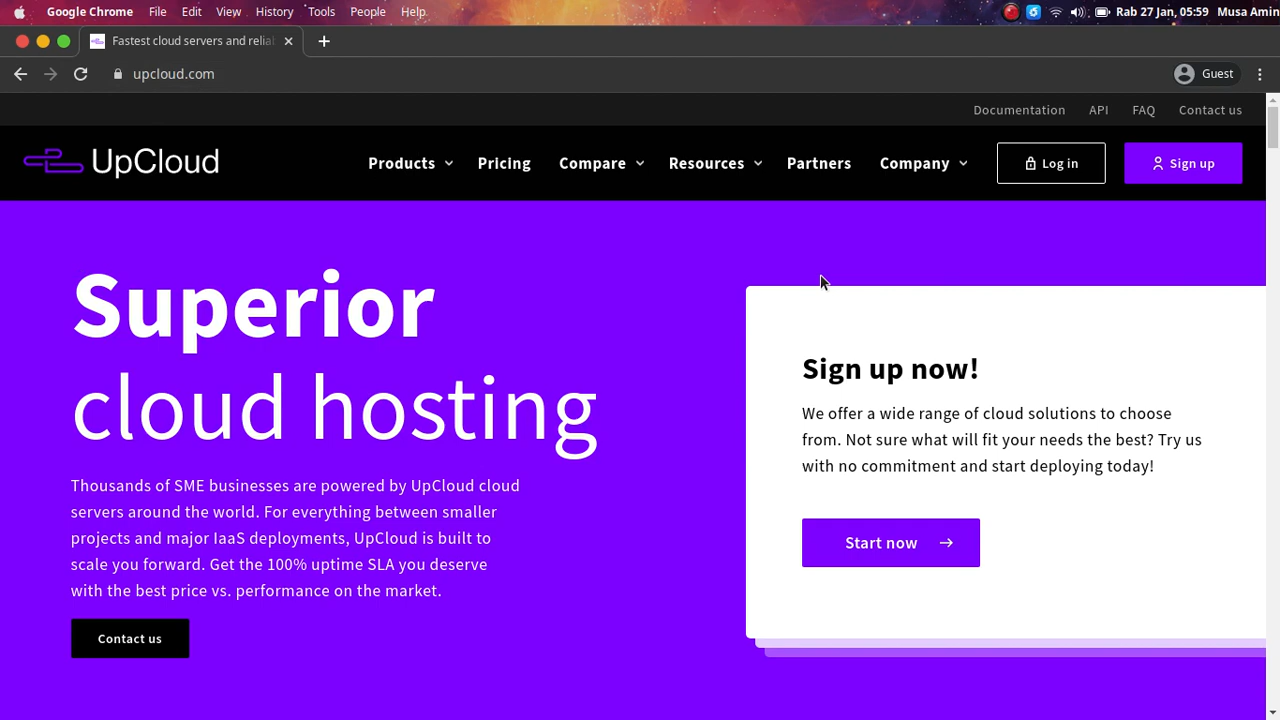 Google Chrome File Edit View History Tools People Help Rab 27 Jan, 05:59 Musa Amin
Fastest cloud servers and relia
upcloud.com Guest
Documentation API FAQ Contact us
UpCloud Products Pricing Compare Resources Partners Company Log in Sign up
Superior
cloud hosting
Thousands of SME businesses are powered by UpCloud cloud
servers around the world. For everything between smaller
projects and major IaaS deployments, UpCloud is built to
scale you forward. Get the 100% uptime SLA you deserve
with the best price vs. performance on the market.
Contact us
Sign up now!
We offer a wide range of cloud solutions to choose
from. Not sure what will fit your needs the best? Try us
with no commitment and start deploying today!
Start now